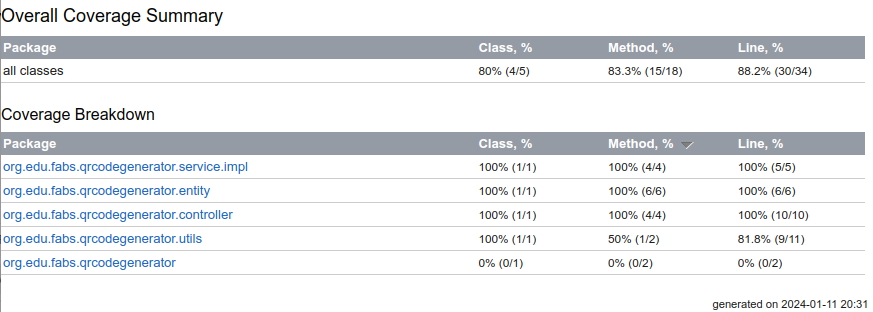 Overall Coverage Summary
Package Class, % Method, % Line, %
all classes 80% (4/5) 83.3% (15/18) 88.2% (30/34)
Coverage Breakdown
Package Class, % Method, % Line, %
org.edu.fabs.qrcodegenerator.service.impl 100% (1/1) 100% (4/4) 100% (5/5)
org.edu.fabs.qrcodegenerator.entity 100% (1/1) 100% (6/6) 100% (6/6)
org.edu.fabs.qrcodegenerator.controller 100% (1/1) 100% (4/4) 100% (10/10)
org.edu.fabs.qrcodegenerator.utils 100% (1/1) 50% (1/2) 81.8% (9/11)
org.edu.fabs.qrcodegenerator 0% (0/1) 0% (0/2) 0% (0/2)
generated on 2024-01-11 20:31